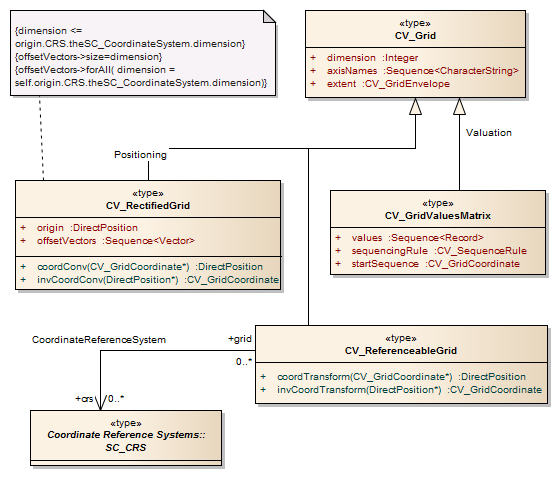 {dimension <=
origin.CRS.theSC_CoordinateSystem.dimension}
{offsetVectors->size=dimension}
{offsetVectors->forAll( dimension =
self.origin.CRS.theSC_CoordinateSystem.dimension)}
«type»
CV_Grid
+ dimension :Integer
+ axisNames :Sequence<CharacterString>
+ extent :CV_GridEnvelope
Positioning
Valuation
«type»
CV_RectifiedGrid
+ origin :DirectPosition
+ offsetVectors :Sequence<Vector>
+ coordConv(CV_GridCoordinate*) :DirectPosition
+ invCoordConv(DirectPosition*) :CV_GridCoordinate
«type»
CV_GridValuesMatrix
+ values :Sequence<Record>
+ sequencingRule :CV_SequenceRule
+ startSequence :CV_GridCoordinate
CoordinateReferenceSystem
+grid
0..*
«type»
CV_ReferenceableGrid
+ coordTransform(CV_GridCoordinate*) :DirectPosition
+ invCoordTransform(DirectPosition*) :CV_GridCoordinate
+crs
0..*
Coordinate Reference Systems::
SC_CRS